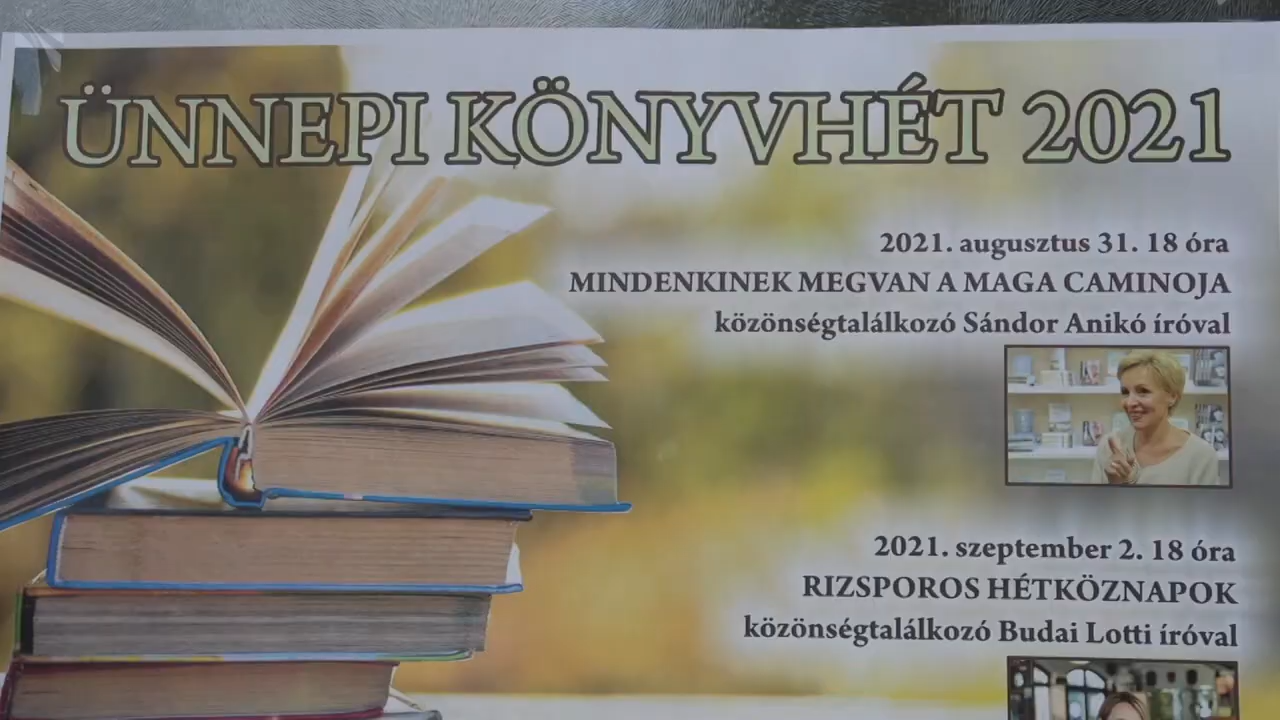 ÜNNEPI KÖNYVHÉT 2021
2021. augusztus 31. 18 óra
MINDENKINEK MEGVAN A MAGA CAMINOJA
közönségtalálkozó Sándor Anikó íróval
2021. szeptember 2. 18 óra
RIZSPOROS HÉTKÖZNAPOK
közönségtalálkozó Budai Lotti íróval